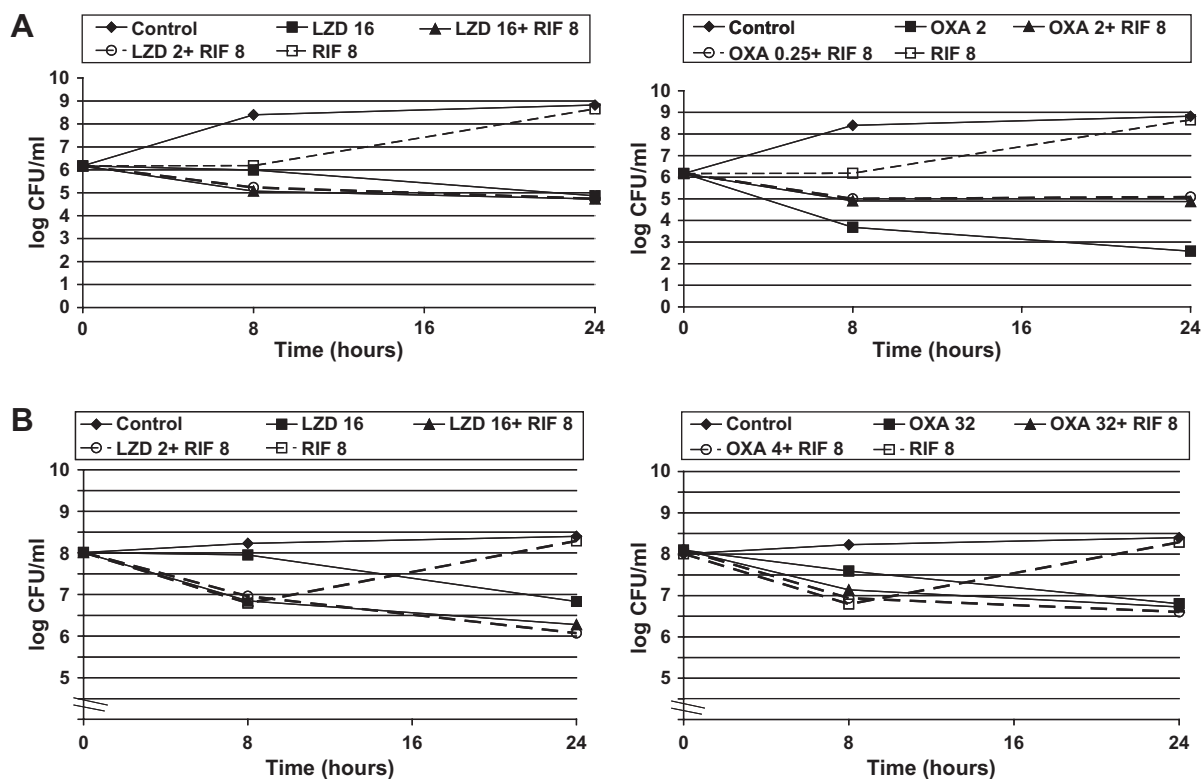 A
Control LZD 16 LZD 16+ RIF 8
LZD 2+ RIF 8 RIF 8
10
9
8
7
6
5
4
3
2
1
0
log CFU/ml
0 8 16 24
Time (hours)
Control OXA 2 OXA 2+ RIF 8
OXA 0.25+ RIF 8 RIF 8
10
9
8
7
6
5
4
3
2
1
0
log CFU/ml
0 8 16 24
Time (hours)
B
Control LZD 16 LZD 16+ RIF 8
LZD 2+ RIF 8 RIF 8
10
9
8
7
6
5
log CFU/ml
0 8 16 24
Time (hours)
Control OXA 32 OXA 32+ RIF 8
OXA 4+ RIF 8 RIF 8
10
9
8
7
6
5
log CFU/ml
0 8 16 24
Time (hours)